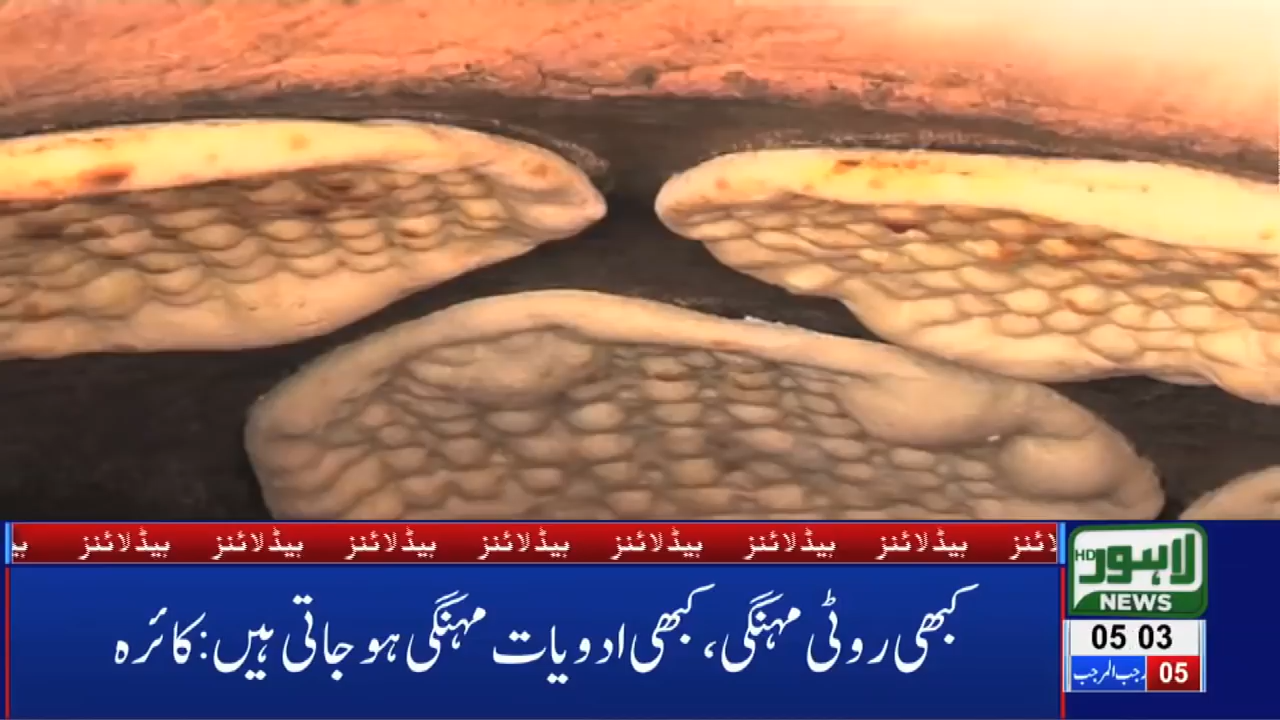 ہیڈلائنز ہیڈلائنز ہیڈلائنز ہیڈلائنز ہیڈلائنز ہیڈلائنز ہیڈلائنز
کبھی روٹی مہنگی، کبھی ادویات مہنگی ہو جاتی ہیں: کائرہ
لاہور HD
NEWS
05 03
05 رجب المرجب